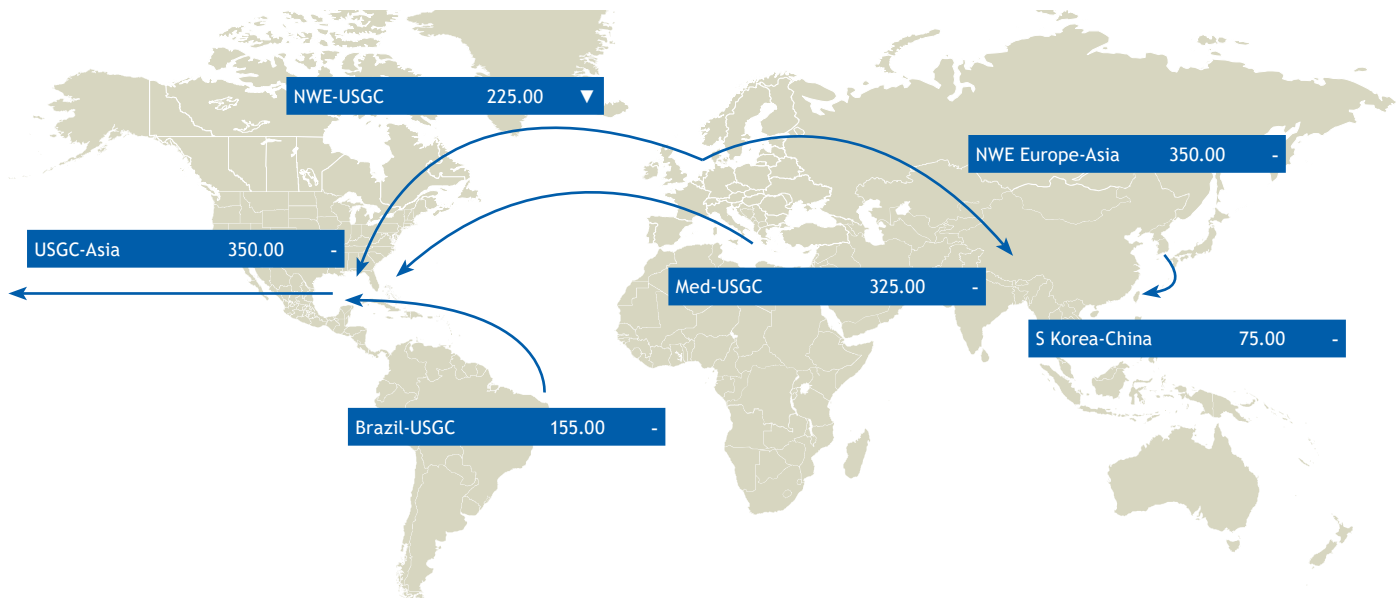 NWE-USGC 225.00 ▼
NWE Europe-Asia 350.00 -
USGC-Asia 350.00 -
Med-USGC 325.00 -
S Korea-China 75.00 -
Brazil-USGC 155.00 -